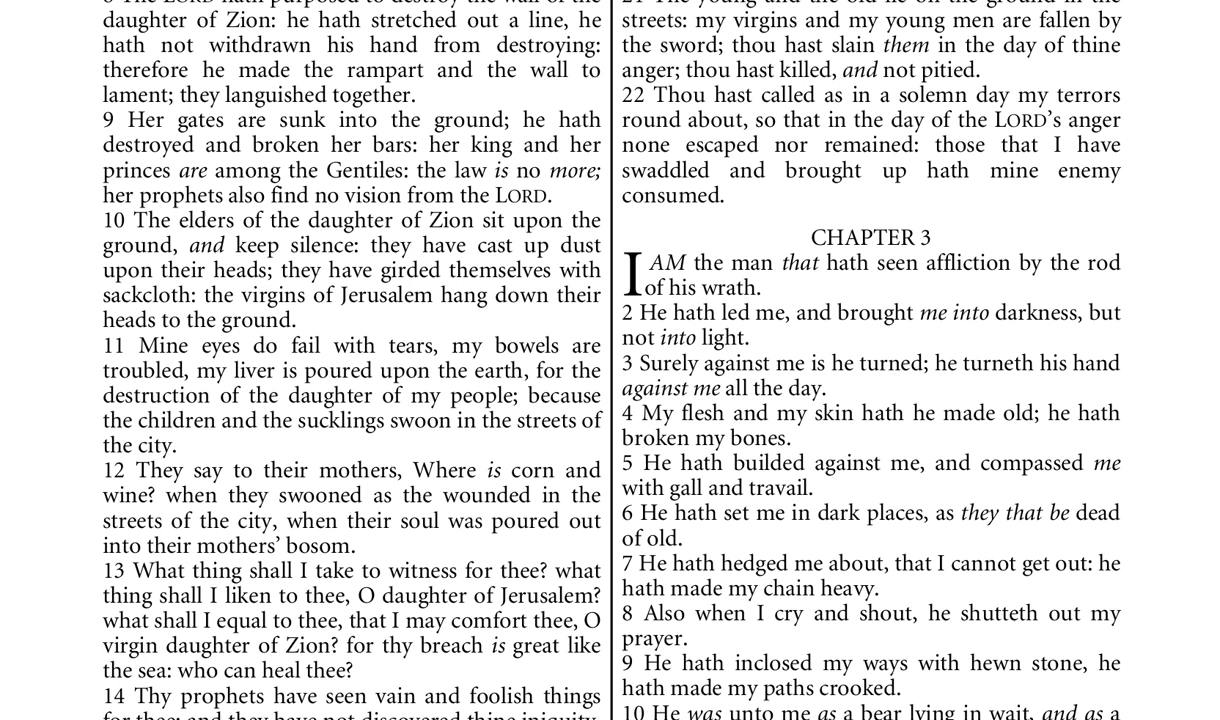 8 The LORD hath purposed to destroy the wall of the
daughter of Zion: he hath stretched out a line, he
hath not withdrawn his hand from destroying:
therefore he made the rampart and the wall to
lament; they languished together.
9 Her gates are sunk into the ground; he hath
destroyed and broken her bars: her king and her
princes are among the Gentiles: the law is no more;
her prophets also find no vision from the LORD.
10 The elders of the daughter of Zion sit upon the
ground, and keep silence: they have cast up dust
upon their heads; they have girded themselves with
sackcloth: the virgins of Jerusalem hang down their
heads to the ground.
11 Mine eyes do fail with tears, my bowels are
troubled, my liver is poured upon the earth, for the
destruction of the daughter of my people; because
the children and the sucklings swoon in the streets of
the city.
12 They say to their mothers, Where is corn and
wine? when they swooned as the wounded in the
streets of the city, when their soul was poured out
into their mothers’ bosom.
13 What thing shall I take to witness for thee? what
thing shall I liken to thee, O daughter of Jerusalem?
what shall I equal to thee, that I may comfort thee, O
virgin daughter of Zion? for thy breach is great like
the sea: who can heal thee?
14 Thy prophets have seen vain and foolish things
for thee: and they have not discovered thine iniquity,
21 The young and the old lie on the ground in the
streets: my virgins and my young men are fallen by
the sword; thou hast slain them in the day of thine
anger; thou hast killed, and not pitied.
22 Thou hast called as in a solemn day my terrors
round about, so that in the day of the LORD’s anger
none escaped nor remained: those that I have
swaddled and brought up hath mine enemy
consumed.
CHAPTER 3
I AM the man that hath seen affliction by the rod
of his wrath.
2 He hath led me, and brought me into darkness, but
not into light.
3 Surely against me is he turned; he turneth his hand
against me all the day.
4 My flesh and my skin hath he made old; he hath
broken my bones.
5 He hath builded against me, and compassed me
with gall and travail.
6 He hath set me in dark places, as they that be dead
of old.
7 He hath hedged me about, that I cannot get out: he
hath made my chain heavy.
8 Also when I cry and shout, he shutteth out my
prayer.
9 He hath inclosed my ways with hewn stone, he
hath made my paths crooked.
10 He was unto me as a bear lying in wait, and as a